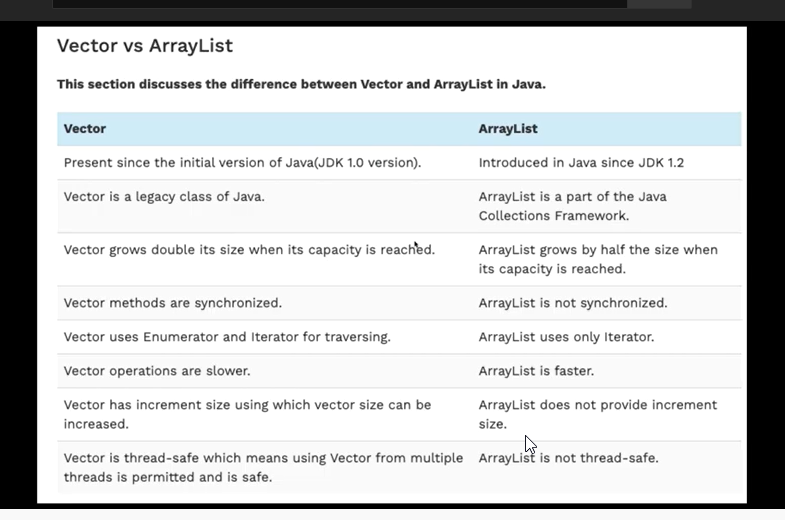 Vector vs ArrayList
This section discusses the difference between Vector and ArrayList in Java.
Vector ArrayList
Present since the initial version of Java(JDK 1.0 version). Introduced in Java since JDK 1.2
Vector is a legacy class of Java. ArrayList is a part of the Java
Collections Framework.
Vector grows double its size when its capacity is reached. ArrayList grows by half the size when
its capacity is reached.
Vector methods are synchronized. ArrayList is not synchronized.
Vector uses Enumerator and Iterator for traversing. ArrayList uses only Iterator.
Vector operations are slower. ArrayList is faster.
Vector has increment size using which vector size can be ArrayList does not provide increment
increased. size.
Vector is thread-safe which means using Vector from multiple ArrayList is not thread-safe.
threads is permitted and is safe.